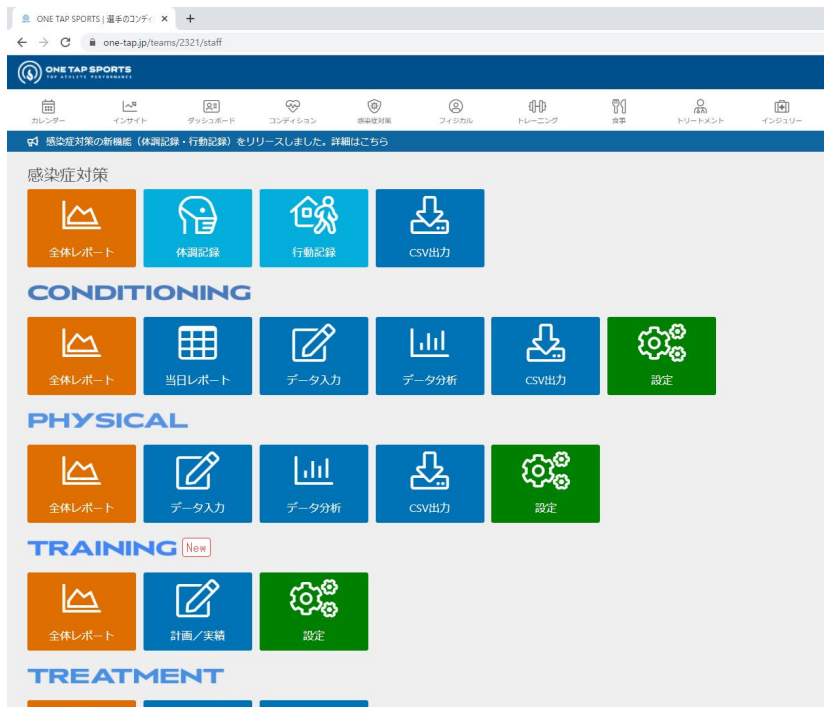 ONE TAP SPORTS | 選手のコンディ
one-tap.jp/teams/2321/staff
ONE TAP SPORTS
TOP ATHLETE PERFORMANCE
カレンダー インサイト ダッシュボード コンディション 感染症対策 フィジカル トレーニング 食事 トリートメント インジュリー
感染症対策の新機能（体調記録・行動記録）をリリースしました。詳細はこちら
感染症対策
全体レポート 体調記録 行動記録 CSV出力
CONDITIONING
全体レポート 当日レポート データ入力 データ分析 CSV出力 設定
PHYSICAL
全体レポート データ入力 データ分析 CSV出力 設定
TRAINING New
全体レポート 計画／実績 設定
TREATMENT